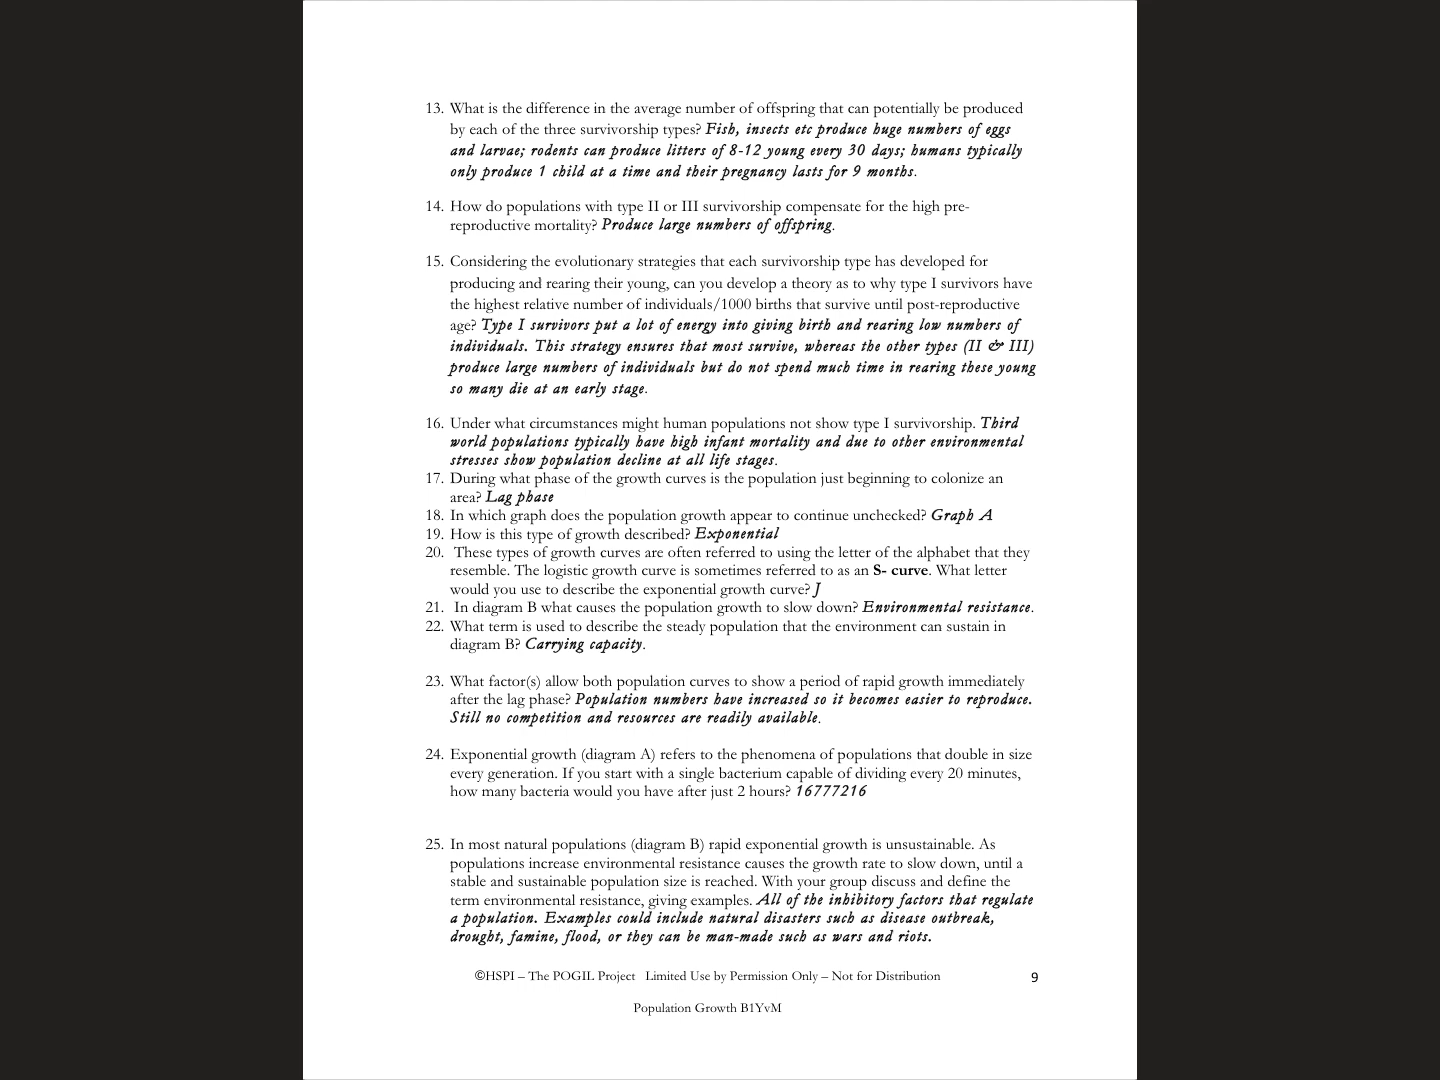 13. What is the difference in the average number of offspring that can potentially be produced
by each of the three survivorship types? Fish, insects etc produce huge numbers of eggs
and larvae; rodents can produce litters of 8-12 young every 30 days; humans typically
only produce 1 child at a time and their pregnancy lasts for 9 months.
14. How do populations with type II or III survivorship compensate for the high pre-
reproductive mortality? Produce large numbers of offspring.
15. Considering the evolutionary strategies that each survivorship type has developed for
producing and rearing their young, can you develop a theory as to why type I survivors have
the highest relative number of individuals/1000 births that survive until post-reproductive
age? Type I survivors put a lot of energy into giving birth and rearing low numbers of
individuals. This strategy ensures that most survive, whereas the other types (II & III)
produce large numbers of individuals but do not spend much time in rearing these young
so many die at an early stage.
16. Under what circumstances might human populations not show type I survivorship. Third
world populations typically have high infant mortality and due to other environmental
stresses show population decline at all life stages.
17. During what phase of the growth curves is the population just beginning to colonize an
area? Lag phase
18. In which graph does the population growth appear to continue unchecked? Graph A
19. How is this type of growth described? Exponential
20. These types of growth curves are often referred to using the letter of the alphabet that they
resemble. The logistic growth curve is sometimes referred to as an S- curve. What letter
would you use to describe the exponential growth curve? J
21. In diagram B what causes the population growth to slow down? Environmental resistance.
22. What term is used to describe the steady population that the environment can sustain in
diagram B? Carrying capacity.
23. What factor(s) allow both population curves to show a period of rapid growth immediately
after the lag phase? Population numbers have increased so it becomes easier to reproduce.
Still no competition and resources are readily available.
24. Exponential growth (diagram A) refers to the phenomena of populations that double in size
every generation. If you start with a single bacterium capable of dividing every 20 minutes,
how many bacteria would you have after just 2 hours? 16777216
25. In most natural populations (diagram B) rapid exponential growth is unsustainable. As
populations increase environmental resistance causes the growth rate to slow down, until a
stable and sustainable population size is reached. With your group discuss and define the
term environmental resistance, giving examples. All of the inhibitory factors that regulate
a population. Examples could include natural disasters such as disease outbreak,
drought, famine, flood, or they can be man-made such as wars and riots.
©HSPI – The POGIL Project Limited Use by Permission Only – Not for Distribution 9
Population Growth B1YvM